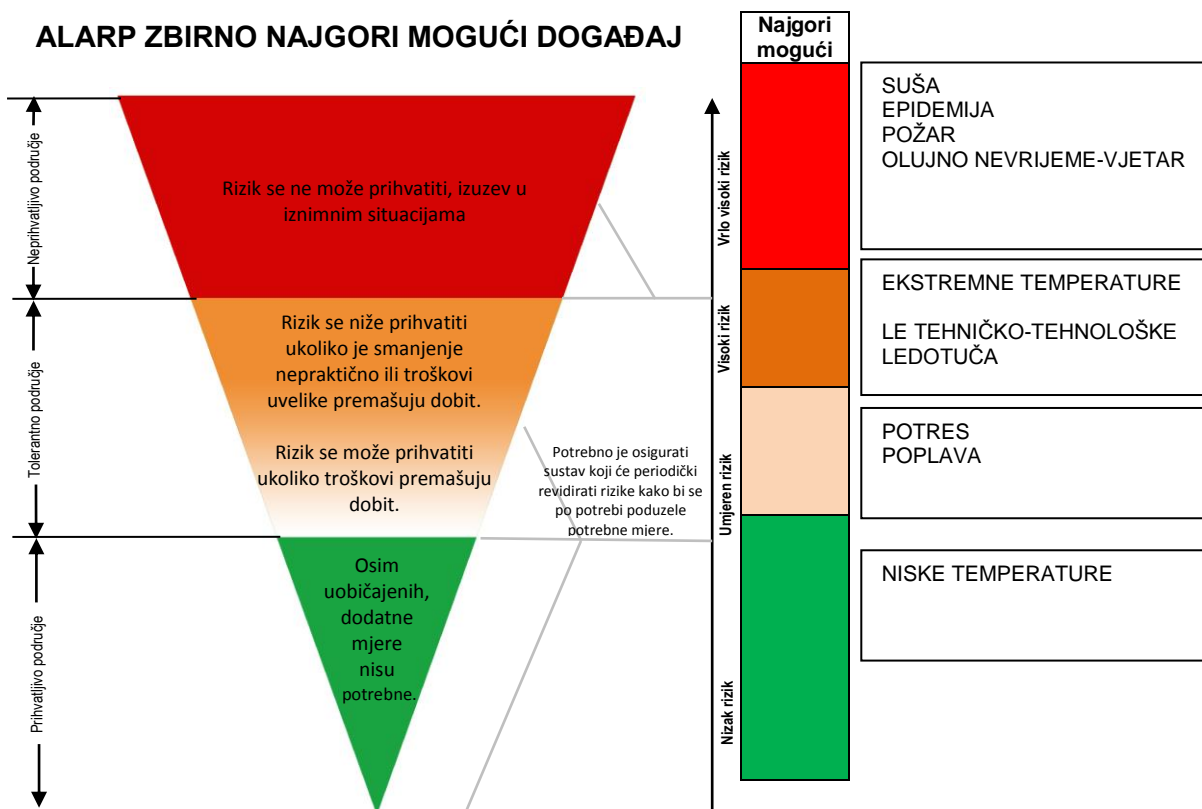 ALARP ZBIRNO NAJGORI MOGUĆI DOGAĐAJ
Neprihvatljivo područje
Tolerantno područje
Prihvatljivo područje
Rizik se ne može prihvatiti, izuzev u
iznimnim situacijama
Rizik se niže prihvatiti
ukoliko je smanjenje
nepraktično ili troškovi
uvelike premašuju dobit.
Rizik se može prihvatiti
ukoliko troškovi premašuju
dobit.
Osim
uobičajenih,
dodatne
mjere
nisu
potrebne.
Potrebno je osigurati
sustav koji će periodički
revidirati rizike kako bi se
po potrebi poduzele
potrebne mjere.
Vrlo visoki rizik
Visoki rizik
Umjeren rizik
Nizak rizik
Najgori
mogući
SUŠA
EPIDEMIJA
POŽAR
OLUJNO NEVRIJEME-VJETAR
EKSTREMNE TEMPERATURE
LE TEHNIČKO-TEHNOLOŠKE
LEDOTUČA
POTRES
POPLAVA
NISKE TEMPERATURE